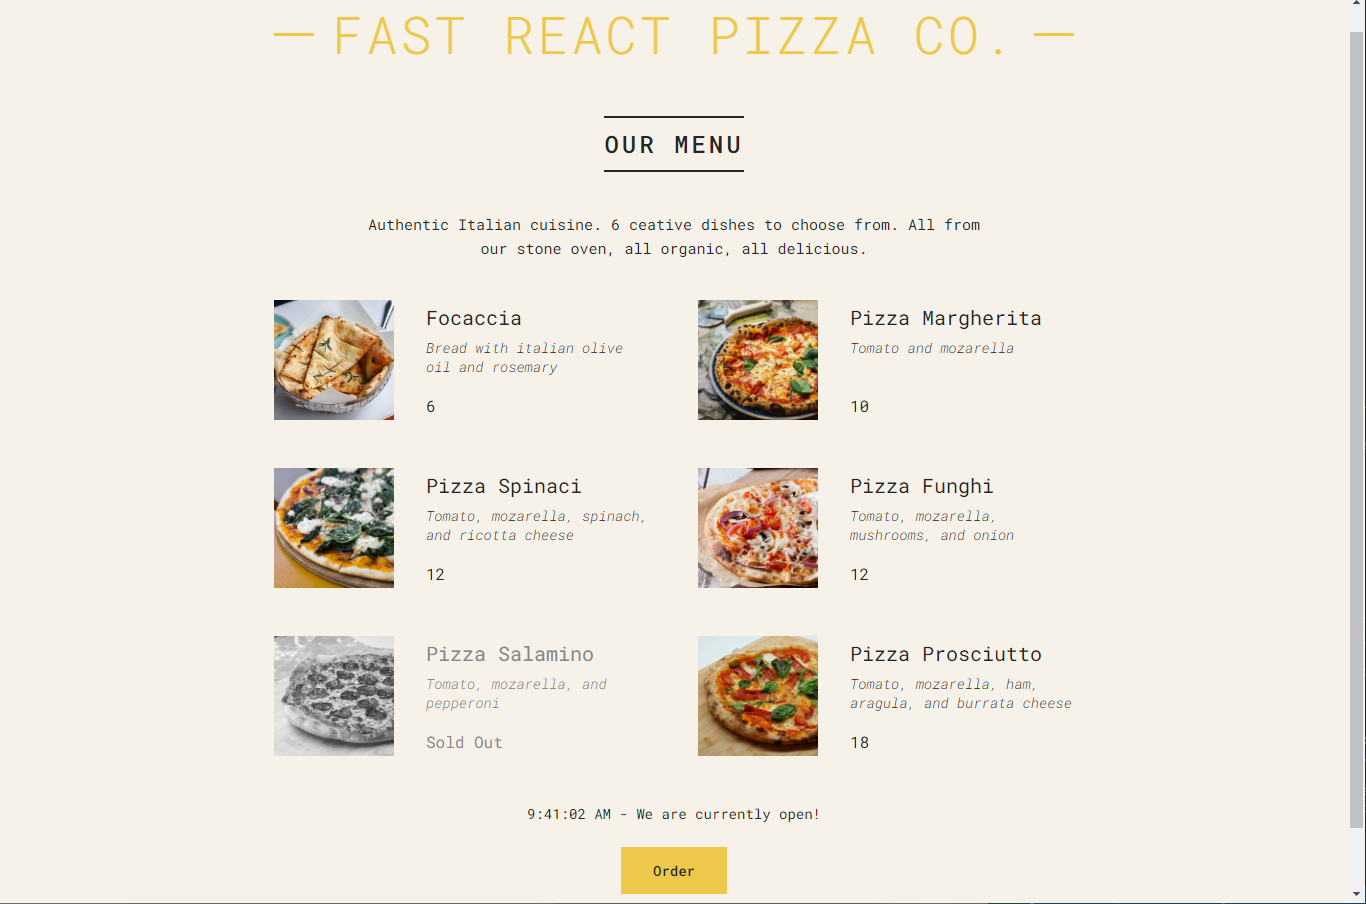 FAST REACT PIZZA CO.
OUR MENU
Authentic Italian cuisine. 6 ceative dishes to choose from. All from
our stone oven, all organic, all delicious.
Focaccia
Bread with italian olive
oil and rosemary
6
Pizza Margherita
Tomato and mozarella
10
Pizza Spinaci
Tomato, mozarella, spinach,
and ricotta cheese
12
Pizza Funghi
Tomato, mozarella,
mushrooms, and onion
12
Pizza Salamino
Tomato, mozarella, and
pepperoni
Sold Out
Pizza Prosciutto
Tomato, mozarella, ham,
aragula, and burrata cheese
18
9:41:02 AM - We are currently open!
Order